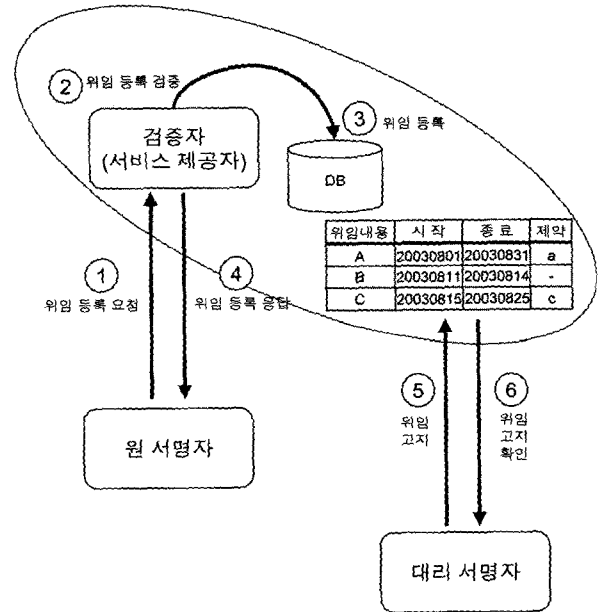 ② 위임 등록 검증
검증자
(서비스 제공자)
③ 위임 등록
DB
위임내용 시작 종료 제약
A 20030801 20030831 a
B 20030811 20030814 -
C 20030815 20030825 c
①
위임 등록 요청
④
위임 등록 응답
⑤
위임
고지
⑥
위임
고지
확인
원 서명자
대리 서명자